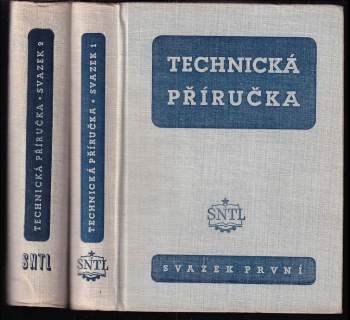 TECHNICKÁ PŘÍRUČKA • SVAZEK 2
SNTL
TECHNICKÁ PŘÍRUČKA • SVAZEK 1
SNTL
TECHNICKÁ
PŘÍRUČKA
SNTL
SVAZEK PRVNÍ